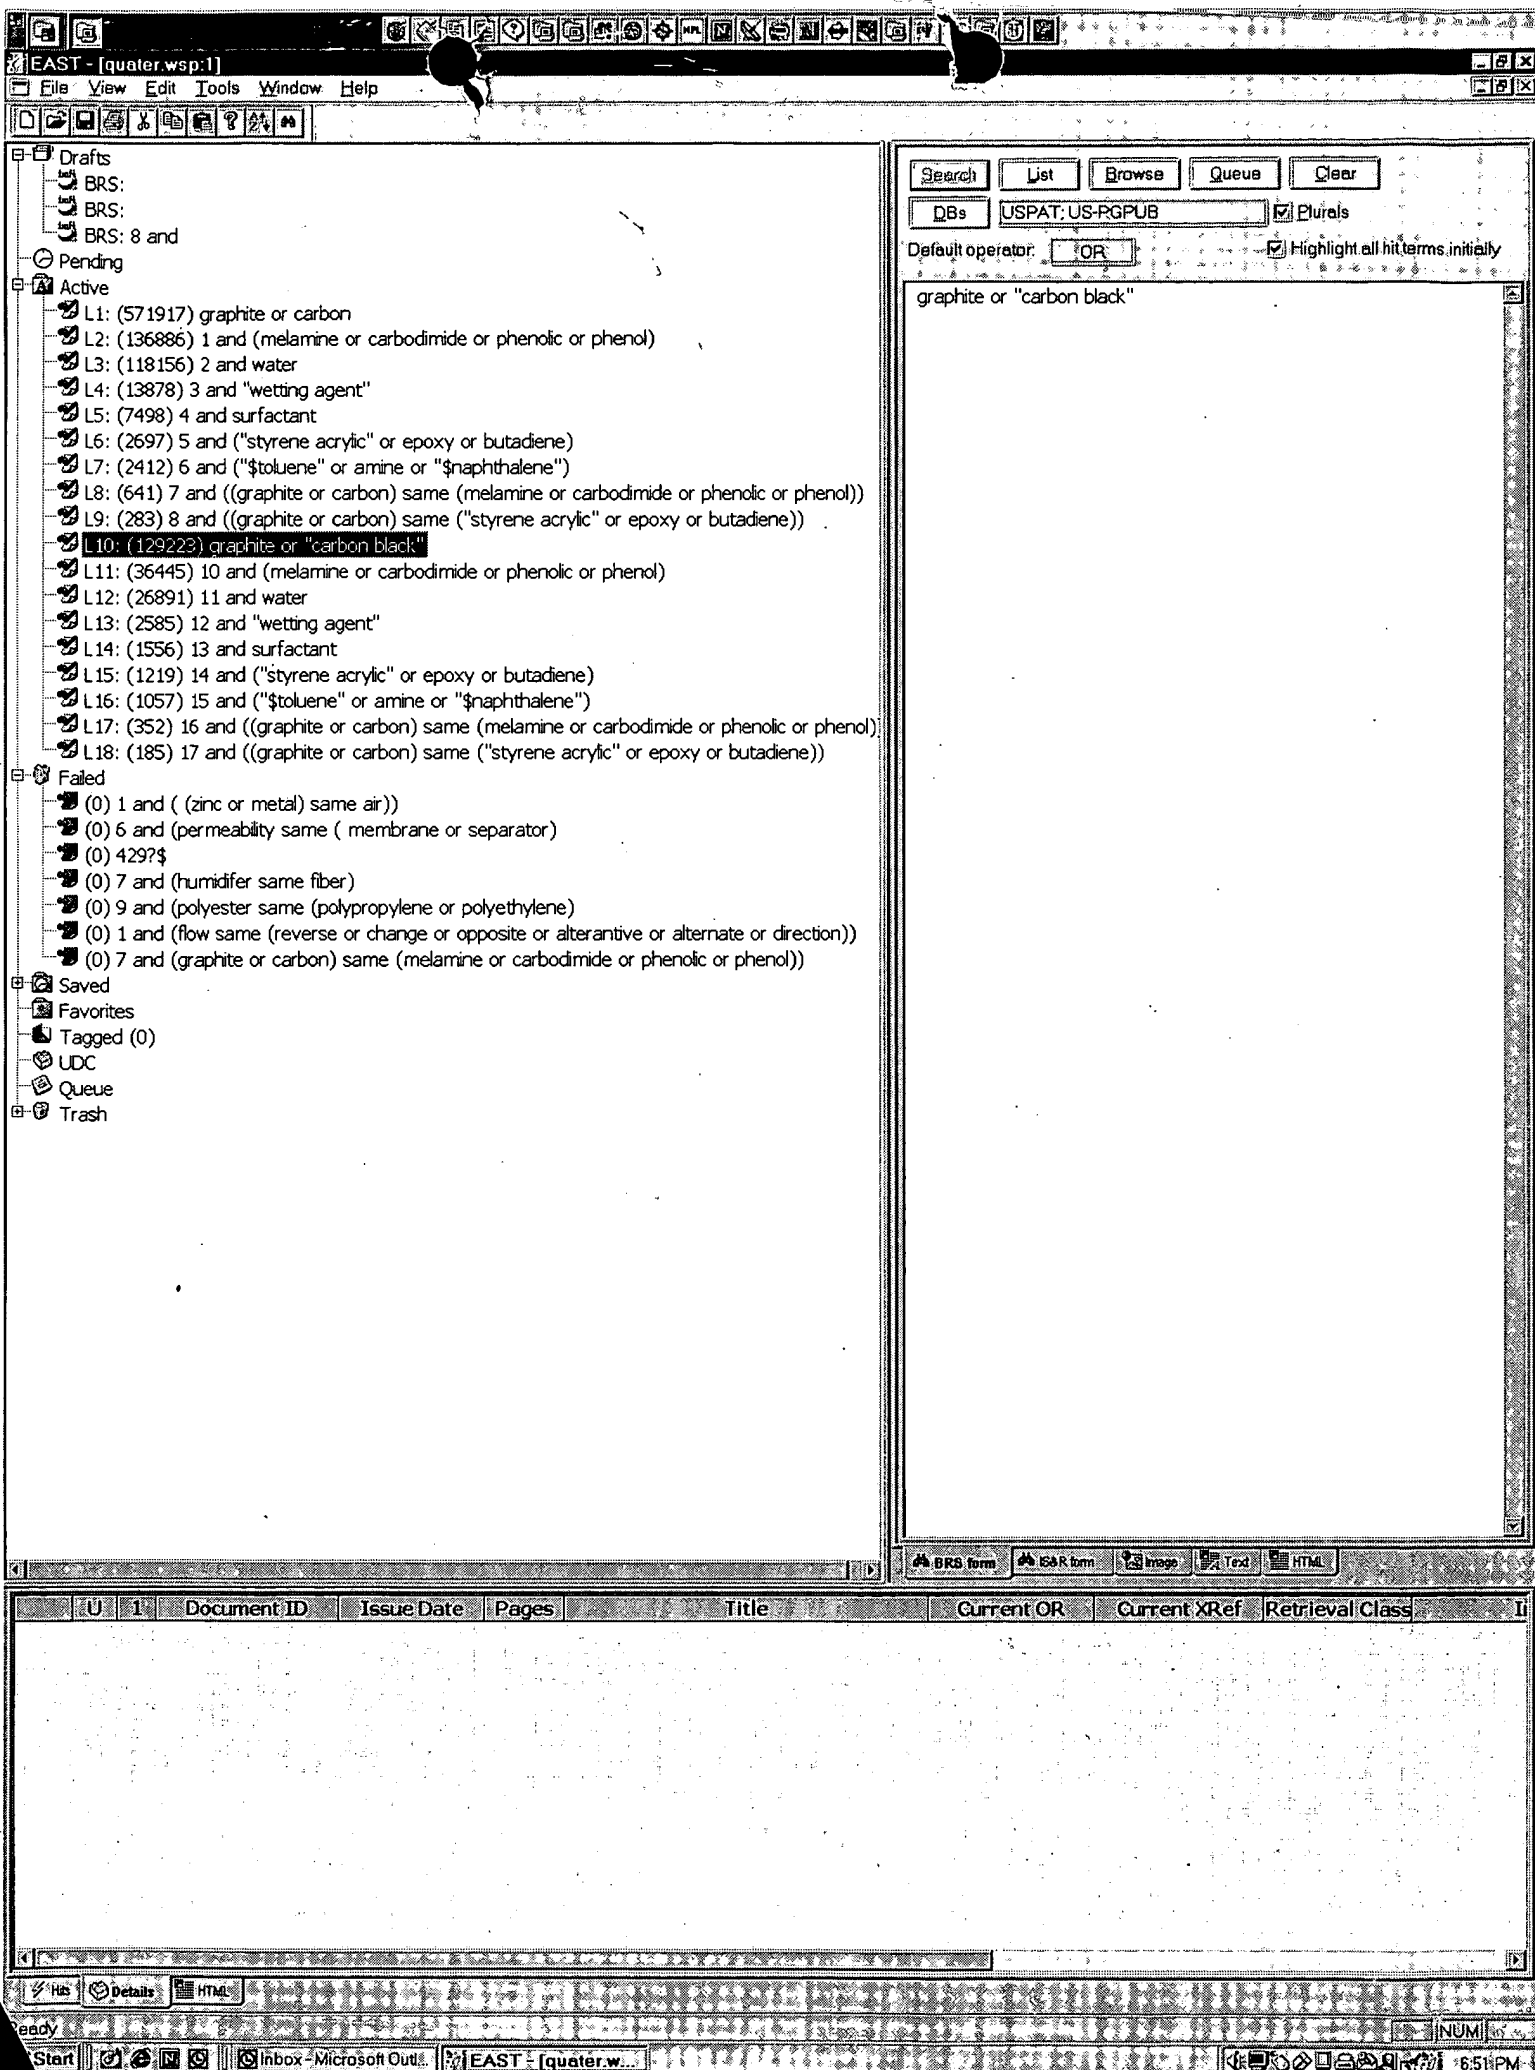 EAST - [quater.wsp:1]
File View Edit Tools Window Help
Drafts
BRS:
BRS:
BRS: 8 and
Pending
Active
L1: (571917) graphite or carbon
L2: (136886) 1 and (melamine or carbodimide or phenolic or phenol)
L3: (118156) 2 and water
L4: (13878) 3 and "wetting agent"
L5: (7498) 4 and surfactant
L6: (2697) 5 and ("styrene acrylic" or epoxy or butadiene)
L7: (2412) 6 and ("$toluene" or amine or "$naphthalene")
L8: (641) 7 and ((graphite or carbon) same (melamine or carbodimide or phenolic or phenol))
L9: (283) 8 and ((graphite or carbon) same ("styrene acrylic" or epoxy or butadiene))
L10: (129223) graphite or "carbon black"
L11: (36445) 10 and (melamine or carbodimide or phenolic or phenol)
L12: (26891) 11 and water
L13: (2585) 12 and "wetting agent"
L14: (1556) 13 and surfactant
L15: (1219) 14 and ("styrene acrylic" or epoxy or butadiene)
L16: (1057) 15 and ("$toluene" or amine or "$naphthalene")
L17: (352) 16 and ((graphite or carbon) same (melamine or carbodimide or phenolic or phenol)
L18: (185) 17 and ((graphite or carbon) same ("styrene acrylic" or epoxy or butadiene))
Failed
(0) 1 and ( (zinc or metal) same air))
(0) 6 and (permeability same ( membrane or separator)
(0) 429?$
(0) 7 and (humidifer same fiber)
(0) 9 and (polyester same (polypropylene or polyethylene)
(0) 1 and (flow same (reverse or change or opposite or alterantive or alternate or direction))
(0) 7 and (graphite or carbon) same (melamine or carbodimide or phenolic or phenol))
Saved
Favorites
Tagged (0)
UDC
Queue
Trash
Search List Browse Queue Clear
DBs USPAT; US-PGPUB Plurals
Default operator: OR Highlight all hit terms initially
graphite or "carbon black"
BRS form IS&R form Image Text HTML
U 1 Document ID Issue Date Pages Title Current OR Current XRef Retrieval Class
Hits Details HTML
Ready
NUM
Start Inbox - Microsoft Outl... EAST - [quater.w... 6:51 PM